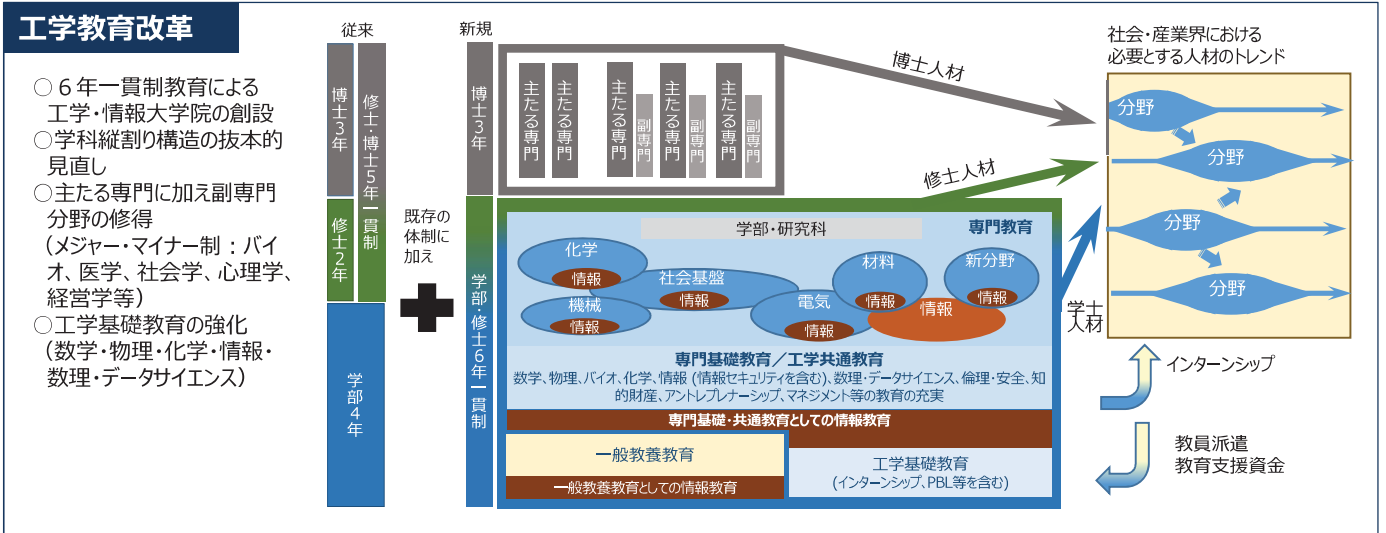 工学教育改革
○６年一貫制教育による
工学・情報大学院の創設
○学科縦割り構造の抜本的
見直し
○主たる専門に加え副専門
分野の修得
（メジャー・マイナー制：バイ
オ、医学、社会学、心理学、
経営学等）
○工学基礎教育の強化
（数学・物理・化学・情報・
数理・データサイエンス）
従来
博士３年
修士２年
学部４年
修士・博士５年一貫制
既存の
体制に
加え
新規
博士３年
学部・修士６年一貫制
主たる専門
主たる専門
主たる専門
副専門
主たる専門
副専門
主たる専門
副専門
学部・研究科
専門教育
化学
情報
機械
情報
社会基盤
情報
電気
情報
材料
情報
情報
新分野
情報
専門基礎教育／工学共通教育
数学、物理、バイオ、化学、情報 (情報セキュリティを含む)、数理・データサイエンス、倫理・安全、知
的財産、アントレプレナーシップ、マネジメント等の教育の充実
専門基礎・共通教育としての情報教育
一般教養教育
一般教養教育としての情報教育
工学基礎教育
(インターンシップ、PBL等を含む)
博士人材
修士人材
学士
人材
社会・産業界における
必要とする人材のトレンド
分野
分野
分野
分野
インターンシップ
教員派遣
教育支援資金